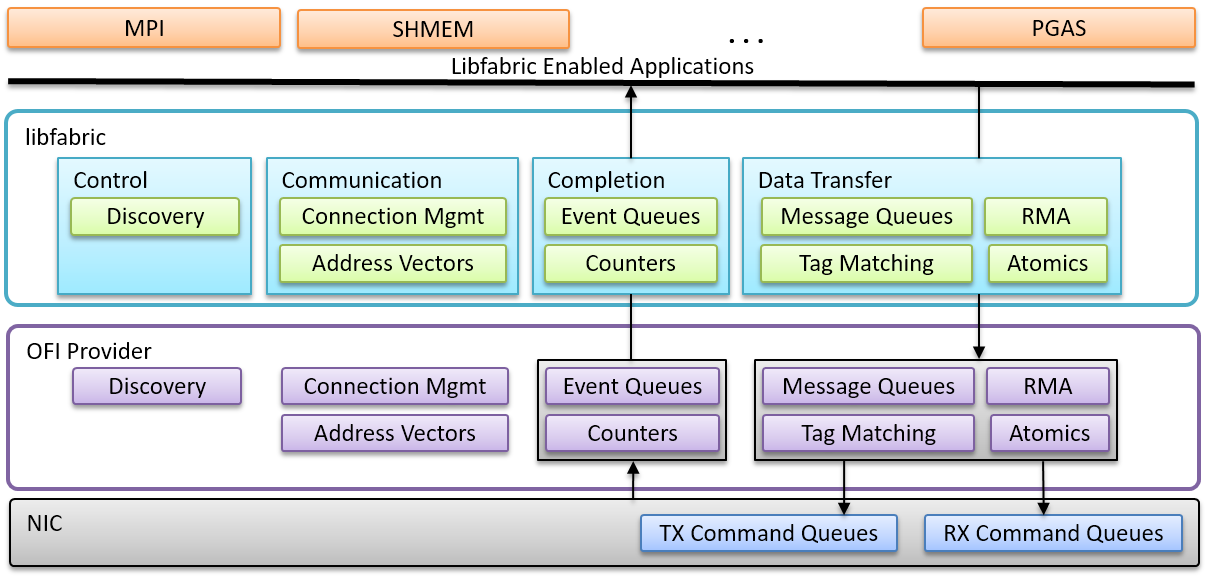 MPI
SHMEM
. . .
PGAS
Libfabric Enabled Applications
libfabric
Control
Discovery
Communication
Connection Mgmt
Address Vectors
Completion
Event Queues
Counters
Data Transfer
Message Queues
RMA
Tag Matching
Atomics
OFI Provider
Discovery
Connection Mgmt
Address Vectors
Event Queues
Counters
Message Queues
RMA
Tag Matching
Atomics
NIC
TX Command Queues
RX Command Queues